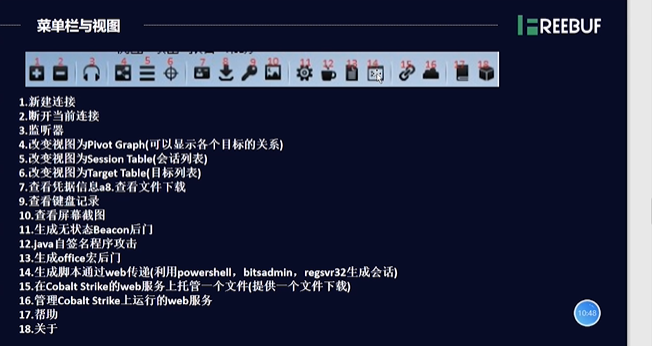 菜单栏与视图
REEBUF
1 2 3 4 5 6 7 8 9 10 11 12 13 14 15 16 17 18
1.新建连接
2.断开当前连接
3.监听器
4.改变视图为Pivot Graph(可以显示各个目标的关系)
5.改变视图为Session Table(会话列表)
6.改变视图为Target Table(目标列表)
7.查看凭据信息a8.查看文件下载
9.查看键盘记录
10.查看屏幕截图
11.生成无状态Beacon后门
12.java自签名程序攻击
13.生成office宏后门
14.生成脚本通过web传递(利用powershell，bitsadmin，regsvr32生成会话)
15.在Cobalt Strike的web服务上托管一个文件(提供一个文件下载)
16.管理Cobalt Strike上运行的web服务
17.帮助
18.关于
10:48